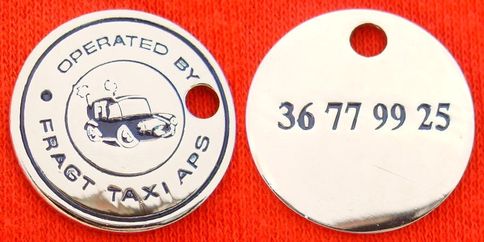 OPERATED BY
FRAGT TAXI APS
36 77 99 25